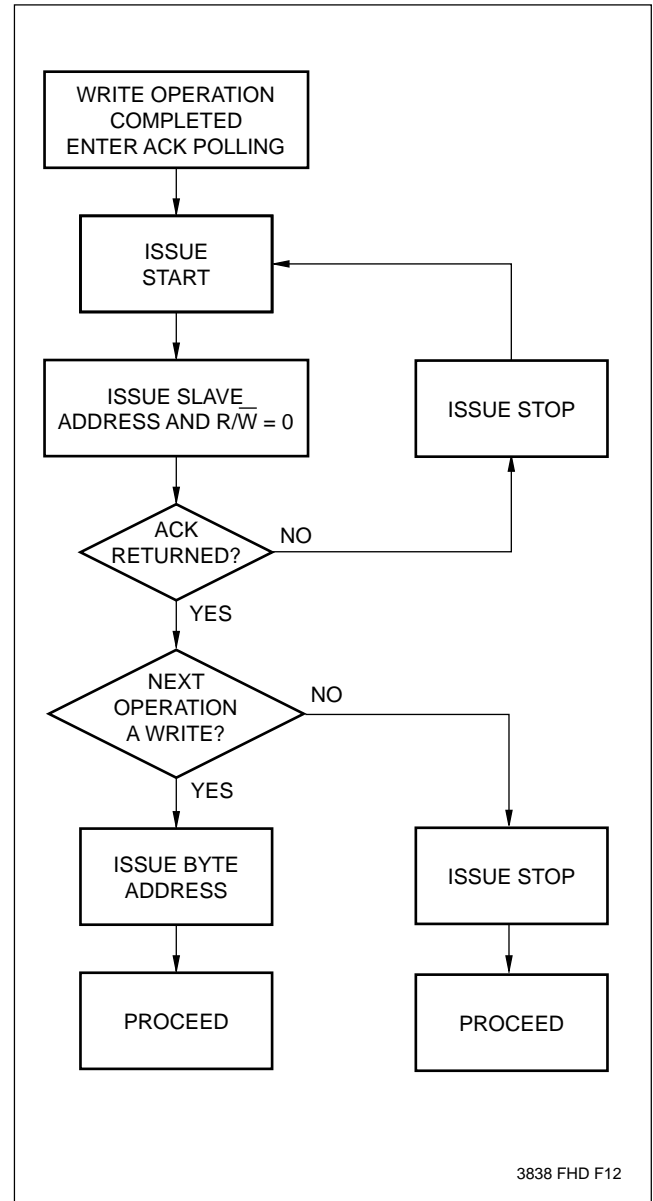 WRITE OPERATION
COMPLETED
ENTER ACK POLLING
ISSUE
START
ISSUE SLAVE
ADDRESS AND R/W̅ = 0
ISSUE STOP
ACK
RETURNED?
NO
YES
NEXT
OPERATION
A WRITE?
NO
YES
ISSUE BYTE
ADDRESS
ISSUE STOP
PROCEED
PROCEED
3838 FHD F12